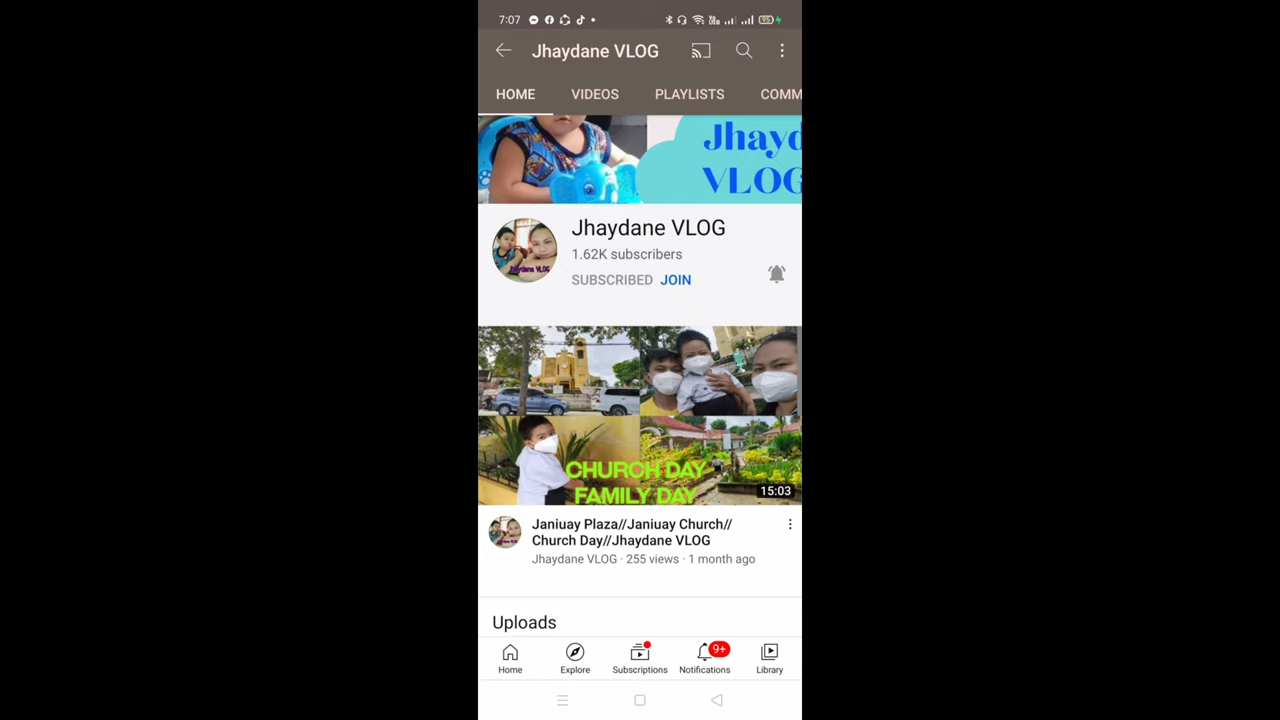 7:07
95
Jhaydane VLOG
HOME VIDEOS PLAYLISTS COMM
Jhayd
VLOG
Jhaydane VLOG
1.62K subscribers
SUBSCRIBED JOIN
CHURCH DAY
FAMILY DAY
15:03
Janiuay Plaza//Janiuay Church//
Church Day//Jhaydane VLOG
Jhaydane VLOG · 255 views · 1 month ago
Uploads
9+
Home Explore Subscriptions Notifications Library